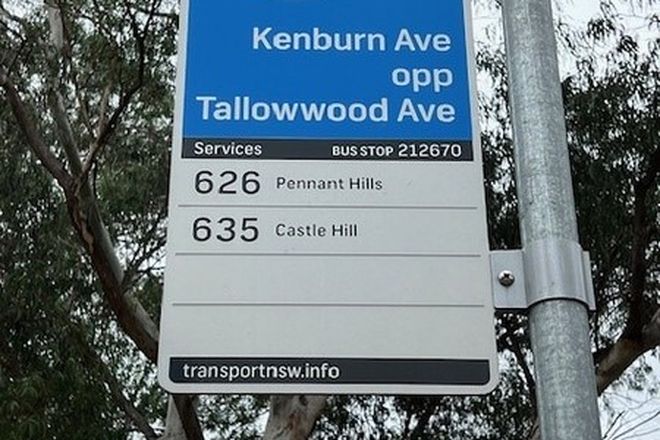 Kenburn Ave
opp
Tallowwood Ave
Services BUS STOP 212670
626 Pennant Hills
635 Castle Hill
transportnsw.info